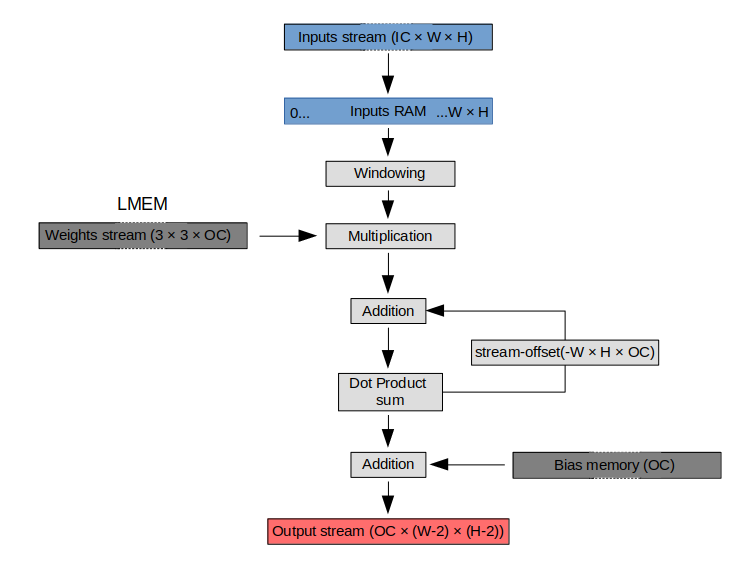 Inputs stream (IC × W × H)
0... Inputs RAM ...W × H
Windowing
LMEM
Weights stream (3 × 3 × OC)
Multiplication
Addition
stream-offset(-W × H × OC)
Dot Product
sum
Addition
Bias memory (OC)
Output stream (OC × (W-2) × (H-2))